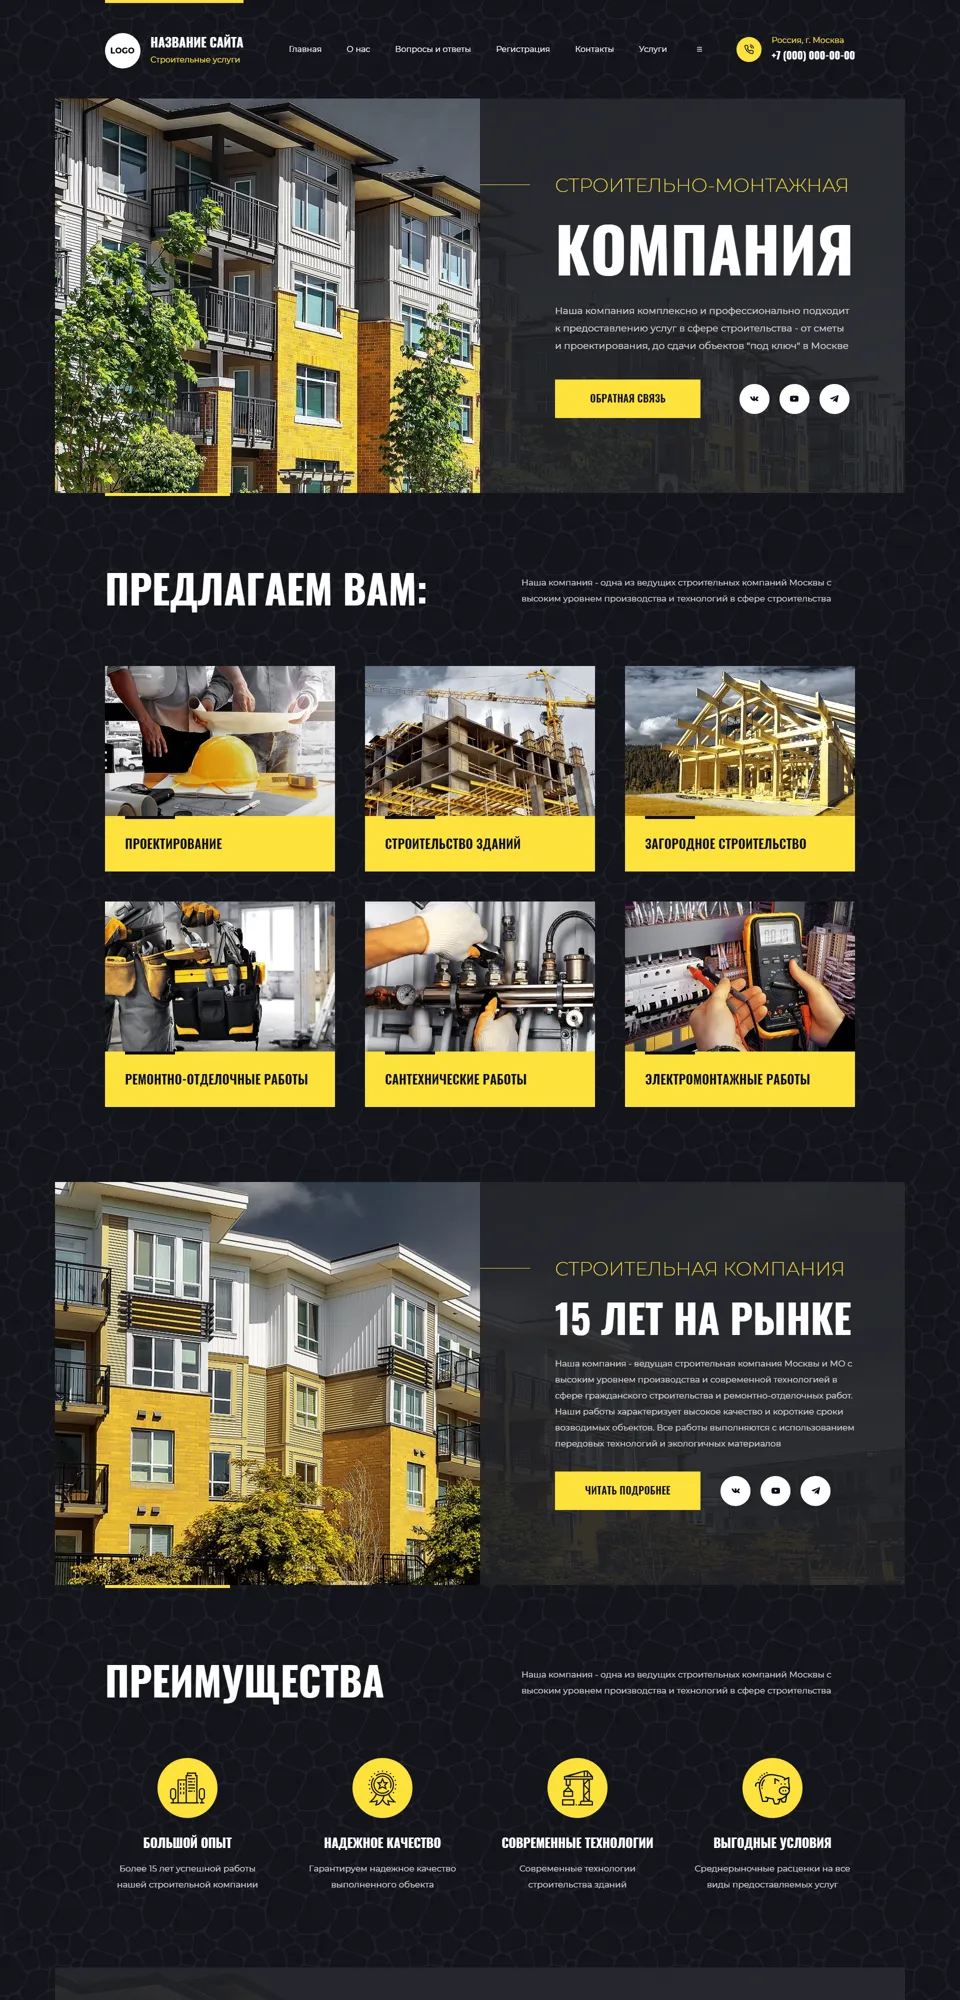 LOGO
НАЗВАНИЕ САЙТА
Строительные услуги
Главная О нас Вопросы и ответы Регистрация Контакты Услуги
Россия, г. Москва
+7 (000) 000-00-00
СТРОИТЕЛЬНО-МОНТАЖНАЯ
КОМПАНИЯ
Наша компания комплексно и профессионально подходит
к предоставлению услуг в сфере строительства - от сметы
и проектирования, до сдачи объектов "под ключ" в Москве
ОБРАТНАЯ СВЯЗЬ
ПРЕДЛАГАЕМ ВАМ:
Наша компания - одна из ведущих строительных компаний Москвы с
высоким уровнем производства и технологий в сфере строительства
ПРОЕКТИРОВАНИЕ
СТРОИТЕЛЬСТВО ЗДАНИЙ
ЗАГОРОДНОЕ СТРОИТЕЛЬСТВО
РЕМОНТНО-ОТДЕЛОЧНЫЕ РАБОТЫ
САНТЕХНИЧЕСКИЕ РАБОТЫ
ЭЛЕКТРОМОНТАЖНЫЕ РАБОТЫ
СТРОИТЕЛЬНАЯ КОМПАНИЯ
15 ЛЕТ НА РЫНКЕ
Наша компания - ведущая строительная компания Москвы и МО с
высоким уровнем производства и современной технологией в
сфере гражданского строительства и ремонтно-отделочных работ.
Наши работы характеризует высокое качество и короткие сроки
возводимых объектов. Все работы выполняются с использованием
передовых технологий и экологичных материалов
ЧИТАТЬ ПОДРОБНЕЕ
ПРЕИМУЩЕСТВА
Наша компания - одна из ведущих строительных компаний Москвы с
высоким уровнем производства и технологий в сфере строительства
БОЛЬШОЙ ОПЫТ
Более 15 лет успешной работы
нашей строительной компании
НАДЕЖНОЕ КАЧЕСТВО
Гарантируем надежное качество
выполненного объекта
СОВРЕМЕННЫЕ ТЕХНОЛОГИИ
Современные технологии
строительства зданий
ВЫГОДНЫЕ УСЛОВИЯ
Среднерыночные расценки на все
виды предоставляемых услуг